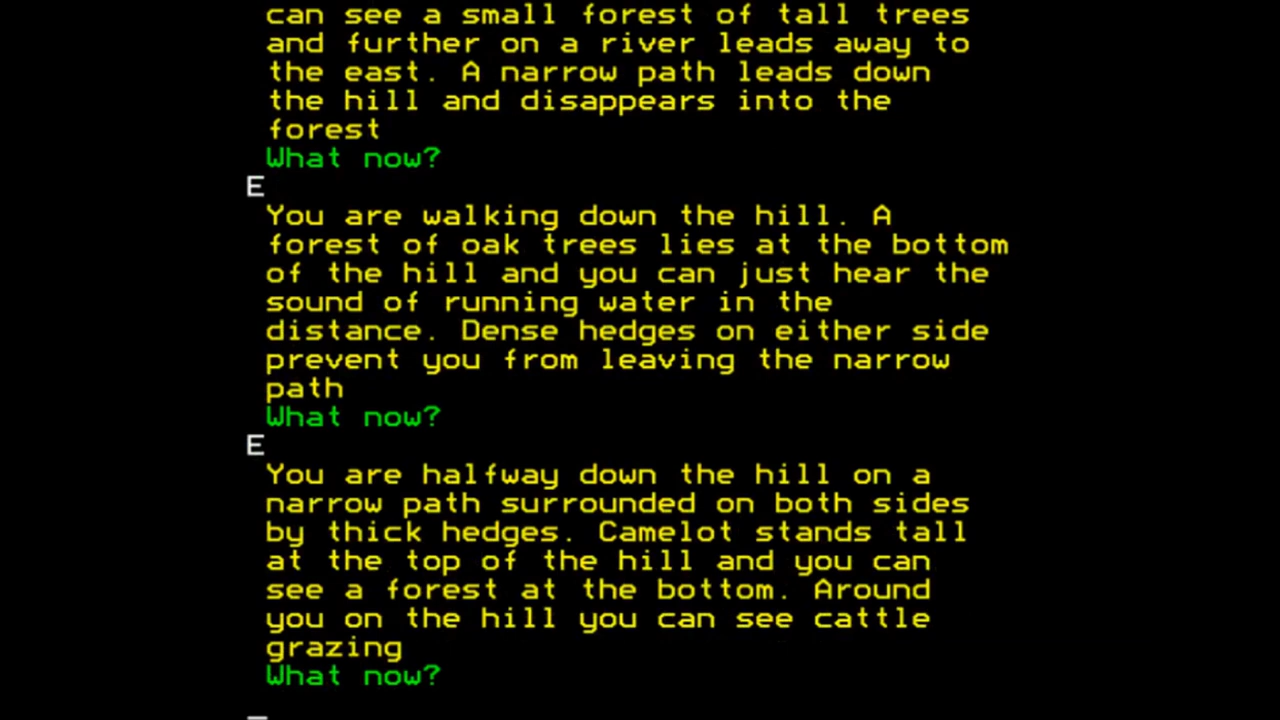 can see a small forest of tall trees
and further on a river leads away to
the east. A narrow path leads down
the hill and disappears into the
forest
What now?
E
You are walking down the hill. A
forest of oak trees lies at the bottom
of the hill and you can just hear the
sound of running water in the
distance. Dense hedges on either side
prevent you from leaving the narrow
path
What now?
E
You are halfway down the hill on a
narrow path surrounded on both sides
by thick hedges. Camelot stands tall
at the top of the hill and you can
see a forest at the bottom. Around
you on the hill you can see cattle
grazing
What now?